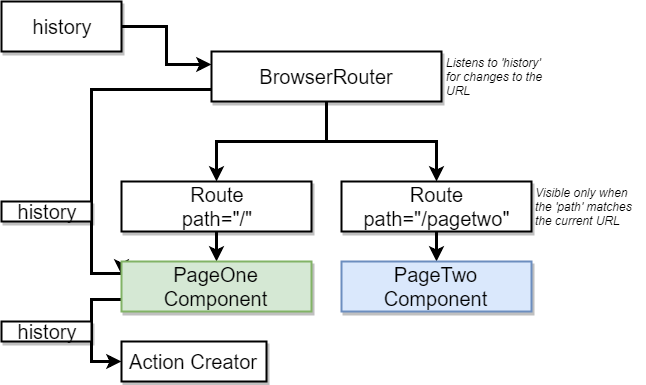 history
BrowserRouter
Listens to 'history'
for changes to the
URL
Route
path="/"
Route
path="/pagetwo"
Visible only when
the 'path' matches
the current URL
history
PageOne
Component
PageTwo
Component
history
Action Creator